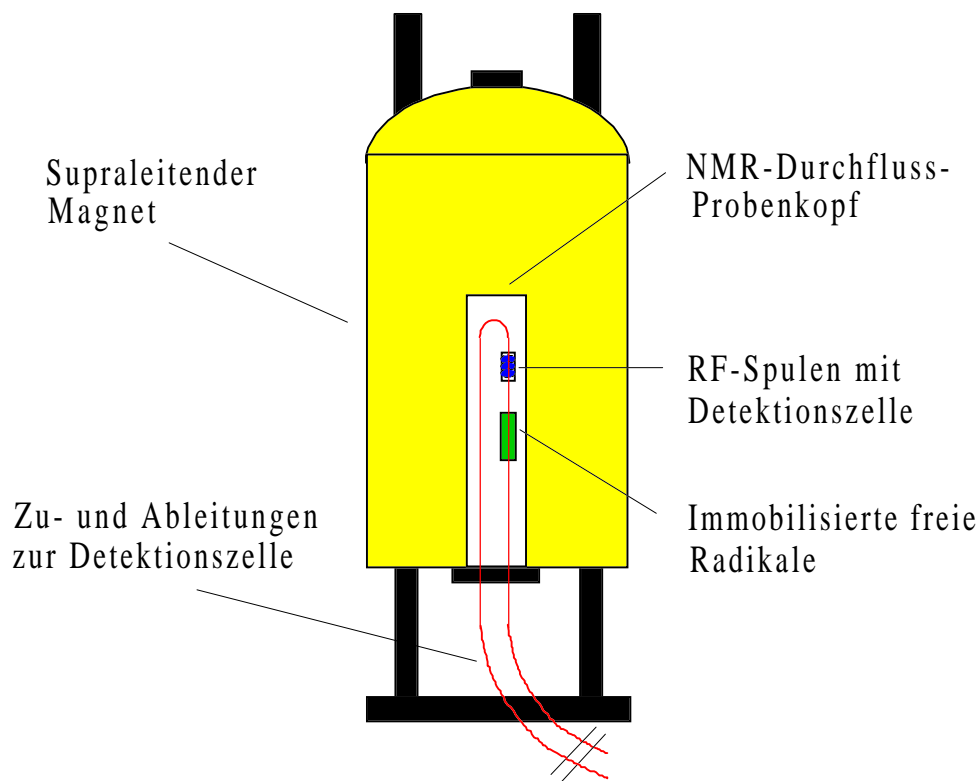 Supraleitender
Magnet
NMR-Durchfluss-
Probenkopf
RF-Spulen mit
Detektionszelle
Zu- und Ableitungen
zur Detektionszelle
Immobilisierte freie
Radikale